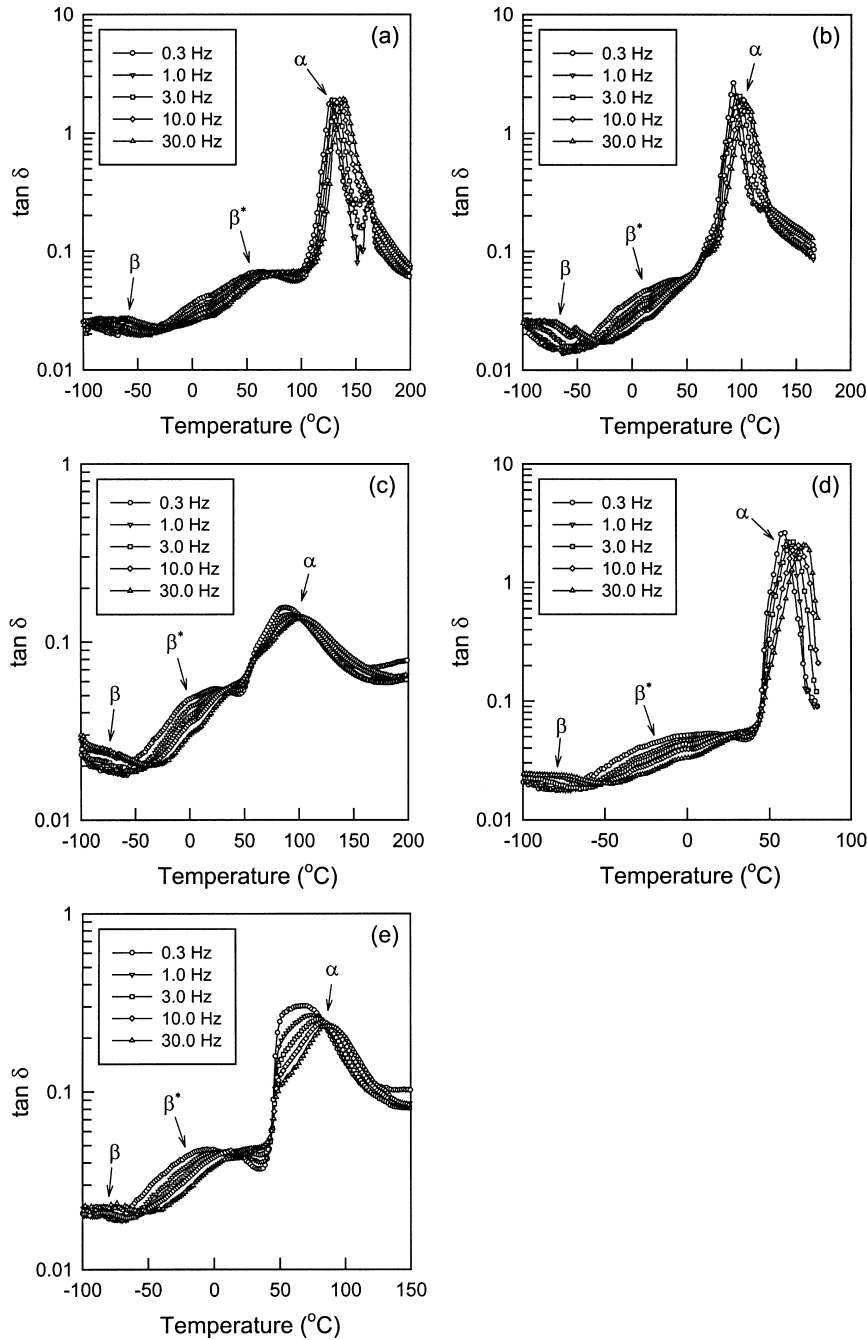 (a)
10
1
0.1
0.01
tan δ
0.3 Hz
1.0 Hz
3.0 Hz
10.0 Hz
30.0 Hz
α
β*
β
-100 -50 0 50 100 150 200
Temperature (°C)
(b)
10
1
0.1
0.01
tan δ
0.3 Hz
1.0 Hz
3.0 Hz
10.0 Hz
30.0 Hz
α
β*
β
-100 -50 0 50 100 150 200
Temperature (°C)
(c)
1
0.1
0.01
tan δ
0.3 Hz
1.0 Hz
3.0 Hz
10.0 Hz
30.0 Hz
α
β*
β
-100 -50 0 50 100 150 200
Temperature (°C)
(d)
10
1
0.1
0.01
tan δ
0.3 Hz
1.0 Hz
3.0 Hz
10.0 Hz
30.0 Hz
α
β*
β
-100 -50 0 50 100
Temperature (°C)
(e)
1
0.1
0.01
tan δ
0.3 Hz
1.0 Hz
3.0 Hz
10.0 Hz
30.0 Hz
α
β*
β
-100 -50 0 50 100 150
Temperature (°C)